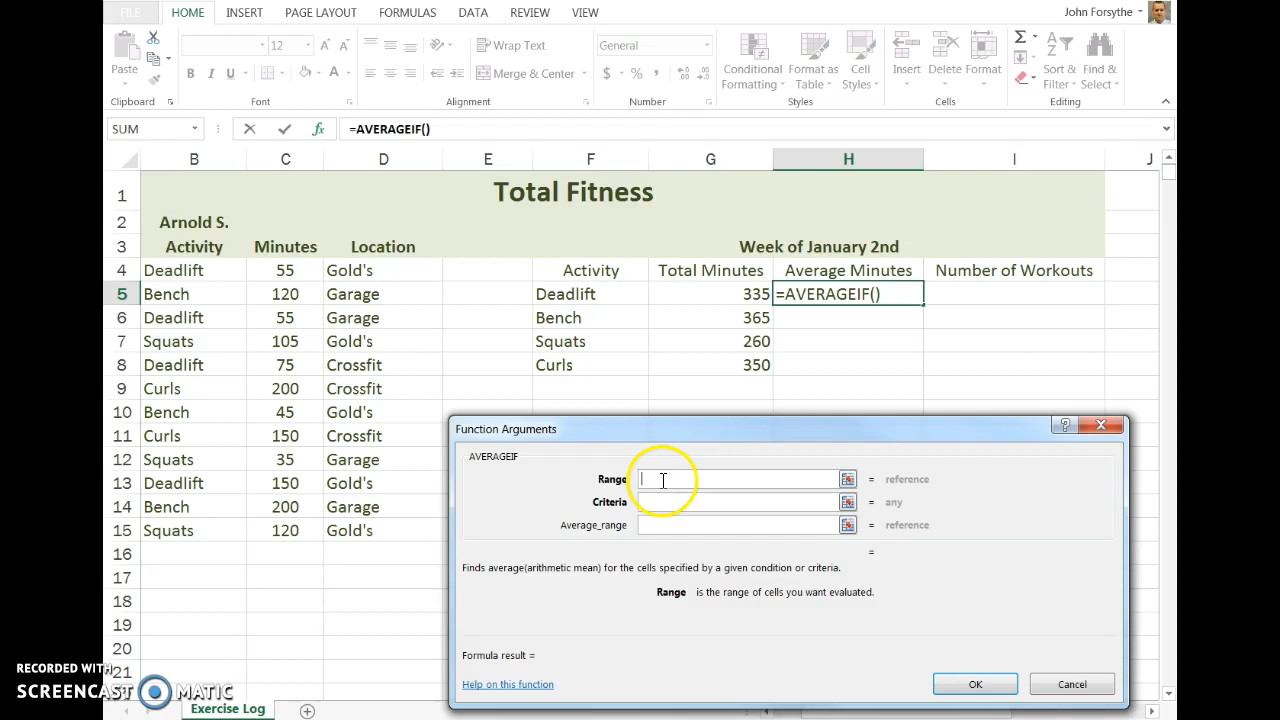 FILE HOME INSERT PAGE LAYOUT FORMULAS DATA REVIEW VIEW John Forsythe
12 A A Wrap Text General
Paste B I U A Merge & Center $ % , Conditional Formatting Format as Table Cell Styles Insert Delete Format Σ Sort & Filter Find & Select
Clipboard Font Alignment Number Styles Cells Editing
SUM fx =AVERAGEIF()
B C D E F G H I J
1 Total Fitness
2 Arnold S.
3 Activity Minutes Location Week of January 2nd
4 Deadlift 55 Gold's Activity Total Minutes Average Minutes Number of Workouts
5 Bench 120 Garage Deadlift 335 =AVERAGEIF()
6 Deadlift 55 Garage Bench 365
7 Squats 105 Gold's Squats 260
8 Deadlift 75 Crossfit Curls 350
9 Curls 200 Crossfit
10 Bench 45 Gold's
11 Curls 150 Crossfit
12 Squats 35 Garage
13 Deadlift 150 Gold's
14 Bench 200 Garage
15 Squats 120 Gold's
16
17
18
19
20
21
Function Arguments ?
AVERAGEIF
Range = reference
Criteria = any
Average_range = reference
=
Finds average(arithmetic mean) for the cells specified by a given condition or criteria.
Range is the range of cells you want evaluated.
Formula result =
Help on this function OK Cancel
RECORDED WITH
SCREENCAST MATIC
Exercise Log